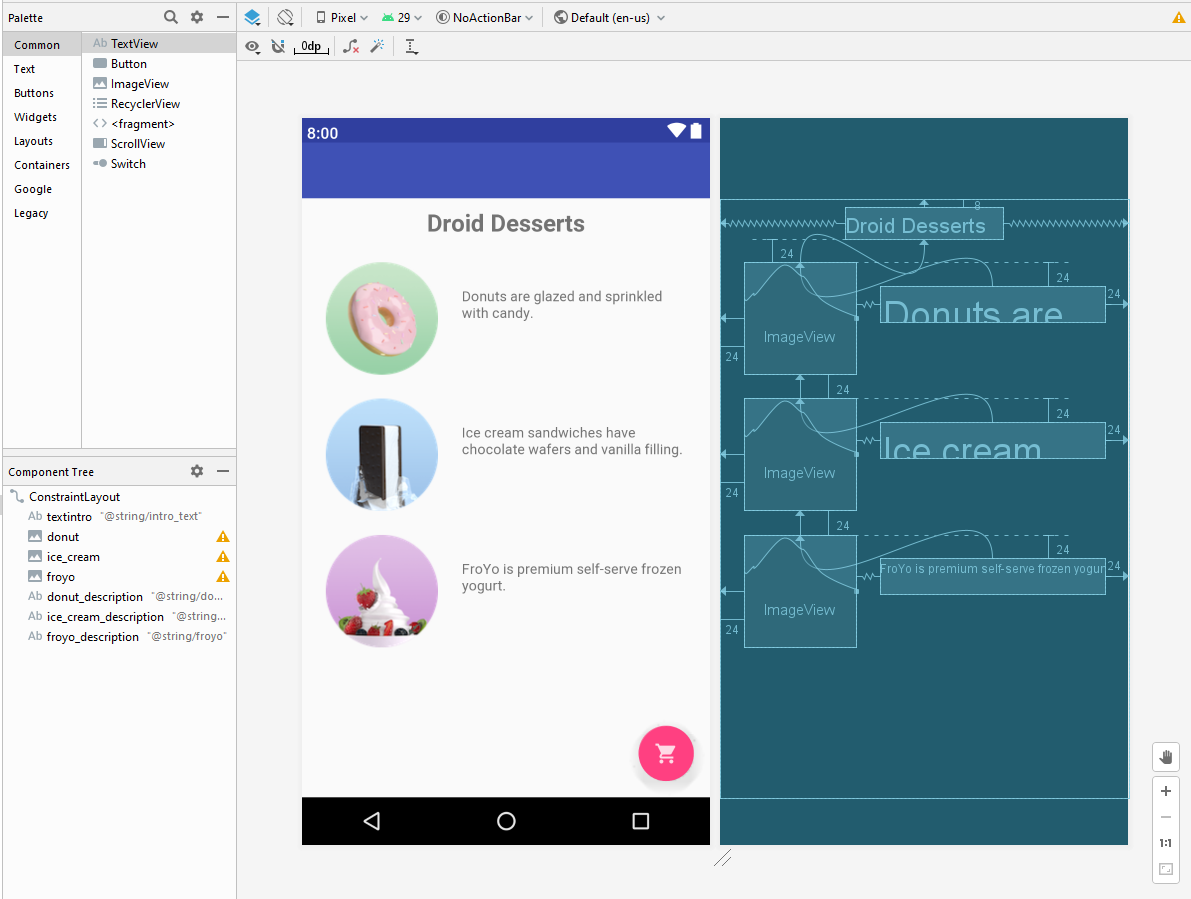 Palette
Pixel
29
NoActionBar
Default (en-us)
Common
Text
Buttons
Widgets
Layouts
Containers
Google
Legacy
Ab TextView
Button
ImageView
RecyclerView
<fragment>
ScrollView
Switch
0dp
Component Tree
ConstraintLayout
Ab textintro "@string/intro_text"
donut
ice_cream
froyo
Ab donut_description "@string/do...
Ab ice_cream_description "@string...
Ab froyo_description "@string/froyo"
8:00
Droid Desserts
Donuts are glazed and sprinkled
with candy.
Ice cream sandwiches have
chocolate wafers and vanilla filling.
FroYo is premium self-serve frozen
yogurt.
8
Droid Desserts
24
24
24
Donuts are
ImageView
24
24
24
24
Ice cream
ImageView
24
24
24
24
FroYo is premium self-serve frozen yogur
ImageView
24
1:1